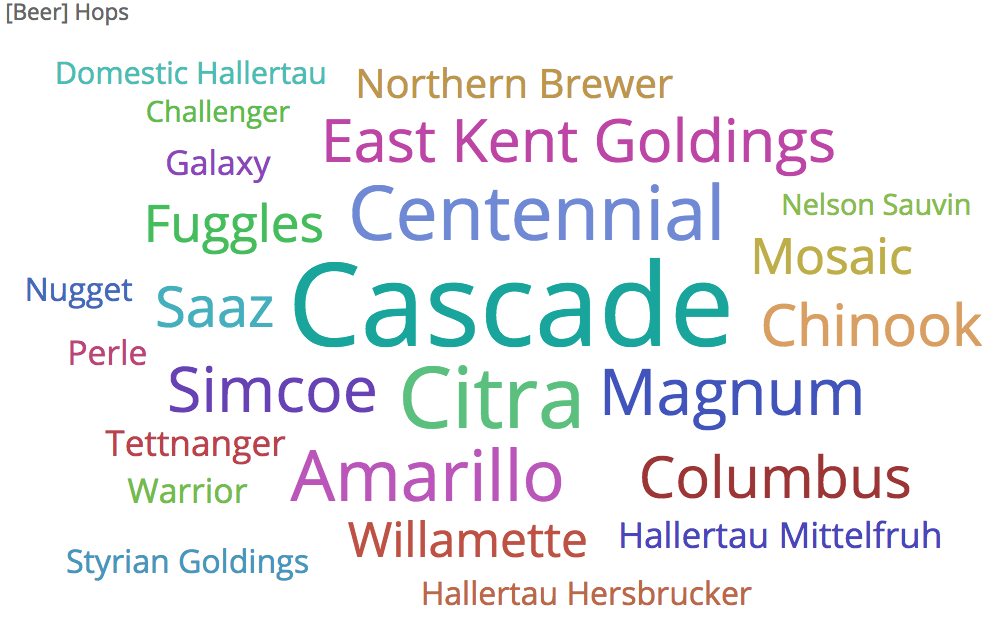 [Beer] Hops
Domestic Hallertau
Northern Brewer
Challenger
East Kent Goldings
Galaxy
Centennial
Nelson Sauvin
Fuggles
Mosaic
Nugget
Saaz
Cascade
Chinook
Perle
Simcoe
Citra
Magnum
Tettnanger
Amarillo
Columbus
Warrior
Willamette
Hallertau Mittelfruh
Styrian Goldings
Hallertau Hersbrucker